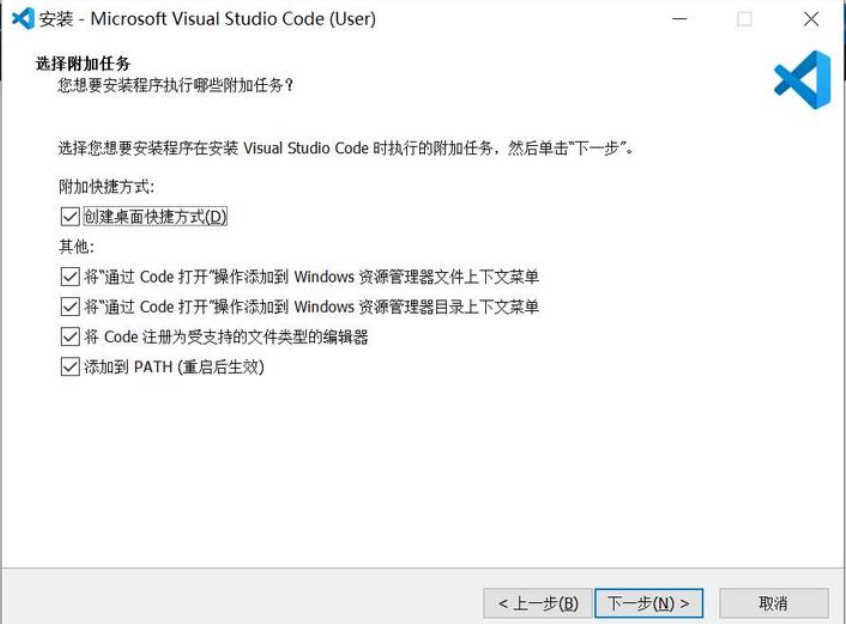 安装 - Microsoft Visual Studio Code (User)
选择附加任务
您想要安装程序执行哪些附加任务？
选择您想要安装程序在安装 Visual Studio Code 时执行的附加任务，然后单击“下一步”。
附加快捷方式:
创建桌面快捷方式(D)
其他:
将“通过 Code 打开”操作添加到 Windows 资源管理器文件上下文菜单
将“通过 Code 打开”操作添加到 Windows 资源管理器目录上下文菜单
将 Code 注册为受支持的文件类型的编辑器
添加到 PATH (重启后生效)
< 上一步(B) 下一步(N) > 取消